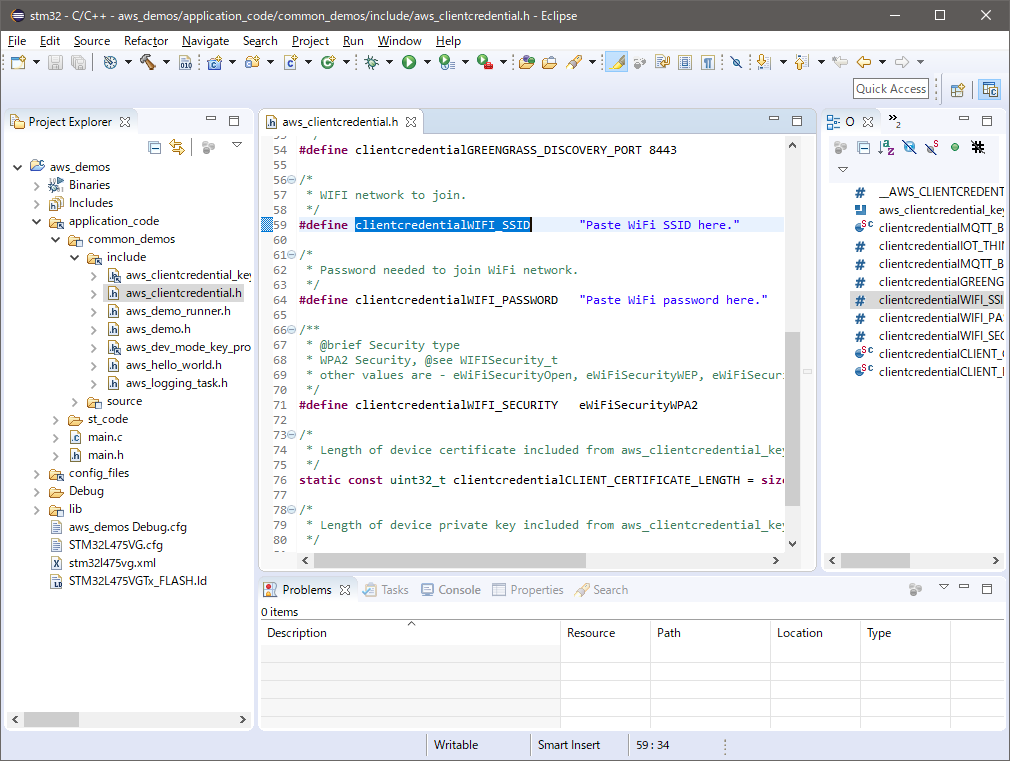 stm32 - C/C++ - aws_demos/application_code/common_demos/include/aws_clientcredential.h - Eclipse
File Edit Source Refactor Navigate Search Project Run Window Help
Quick Access
Project Explorer
aws_demos
Binaries
Includes
application_code
common_demos
include
aws_clientcredential_key
aws_clientcredential.h
aws_demo_runner.h
aws_demo.h
aws_dev_mode_key_pro
aws_hello_world.h
aws_logging_task.h
source
st_code
main.c
main.h
config_files
Debug
lib
aws_demos Debug.cfg
STM32L475VG.cfg
stm32l475vg.xml
STM32L475VGTx_FLASH.ld
aws_clientcredential.h
53 */
54 #define clientcredentialGREENGRASS_DISCOVERY_PORT 8443
55
56 /*
57 * WIFI network to join.
58 */
59 #define clientcredentialWIFI_SSID "Paste WiFi SSID here."
60
61 /*
62 * Password needed to join WiFi network.
63 */
64 #define clientcredentialWIFI_PASSWORD "Paste WiFi password here."
65
66 /**
67 * @brief Security type
68 * WPA2 Security, @see WIFISecurity_t
69 * other values are - eWiFiSecurityOpen, eWiFiSecurityWEP, eWiFiSecuri
70 */
71 #define clientcredentialWIFI_SECURITY eWiFiSecurityWPA2
72
73 /*
74 * Length of device certificate included from aws_clientcredential_key
75 */
76 static const uint32_t clientcredentialCLIENT_CERTIFICATE_LENGTH = size
77
78 /*
79 * Length of device private key included from aws_clientcredential_key
80 */
O
2
__AWS_CLIENTCREDENT
aws_clientcredential_key
clientcredentialMQTT_B
clientcredentialIOT_THIN
clientcredentialMQTT_B
clientcredentialGREENG
clientcredentialWIFI_SSI
clientcredentialWIFI_PA
clientcredentialWIFI_SEC
clientcredentialCLIENT_C
clientcredentialCLIENT_I
Problems Tasks Console Properties Search
0 items
Description Resource Path Location Type
Writable Smart Insert 59 : 34